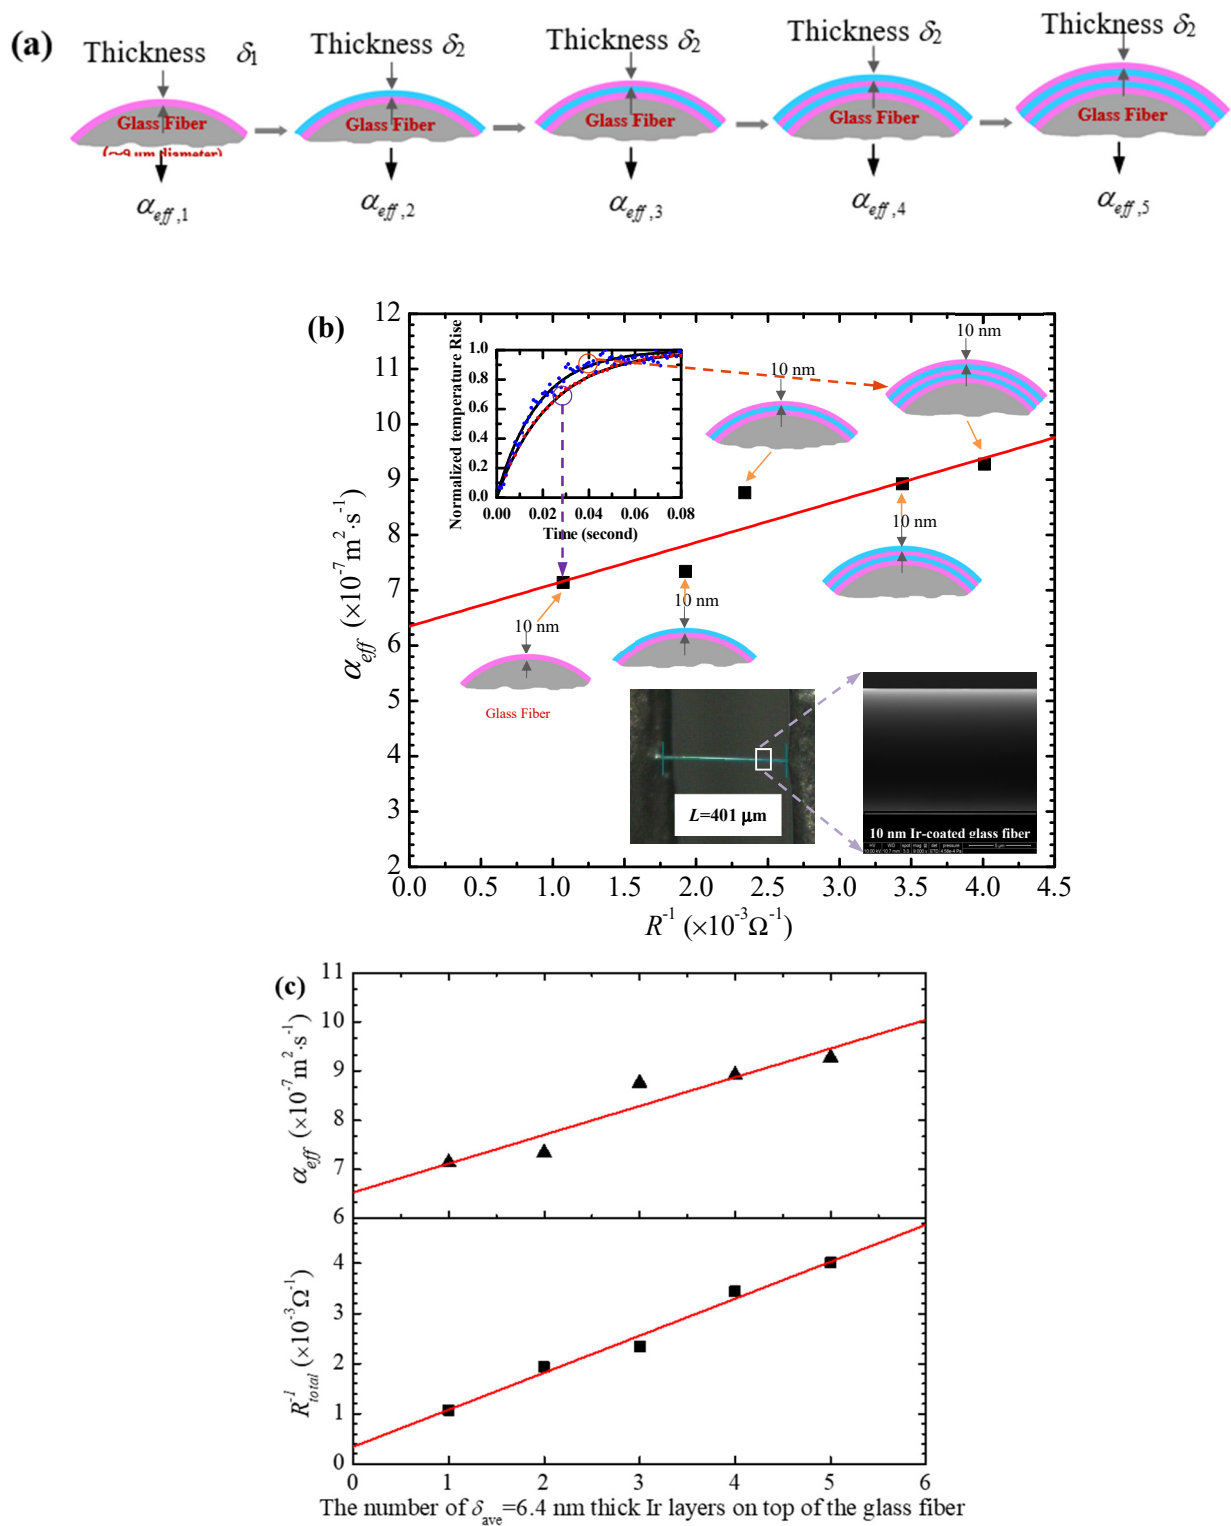 (a)
Thickness δ1
Thickness δ2
Thickness δ2
Thickness δ2
Thickness δ2
Glass Fiber
Glass Fiber
Glass Fiber
Glass Fiber
Glass Fiber
(~9 μm diameter)
αeff,1
αeff,2
αeff,3
αeff,4
αeff,5
(b)
12
11
10
9
8
7
6
5
4
3
2
αeff (×10-7m2·s-1)
Normalized temperature Rise
1.0
0.8
0.6
0.4
0.2
0.0
0.00 0.02 0.04 0.06 0.08
Time (second)
10 nm
10 nm
10 nm
10 nm
10 nm
Glass Fiber
L=401 μm
10 nm Ir-coated glass fiber
0.0 0.5 1.0 1.5 2.0 2.5 3.0 3.5 4.0 4.5
R-1 (×10-3Ω-1)
(c)
11
10
9
8
7
6
αeff (×10-7m2·s-1)
4
3
2
1
0
R-1total (×10-3Ω-1)
0 1 2 3 4 5 6
The number of δave=6.4 nm thick Ir layers on top of the glass fiber